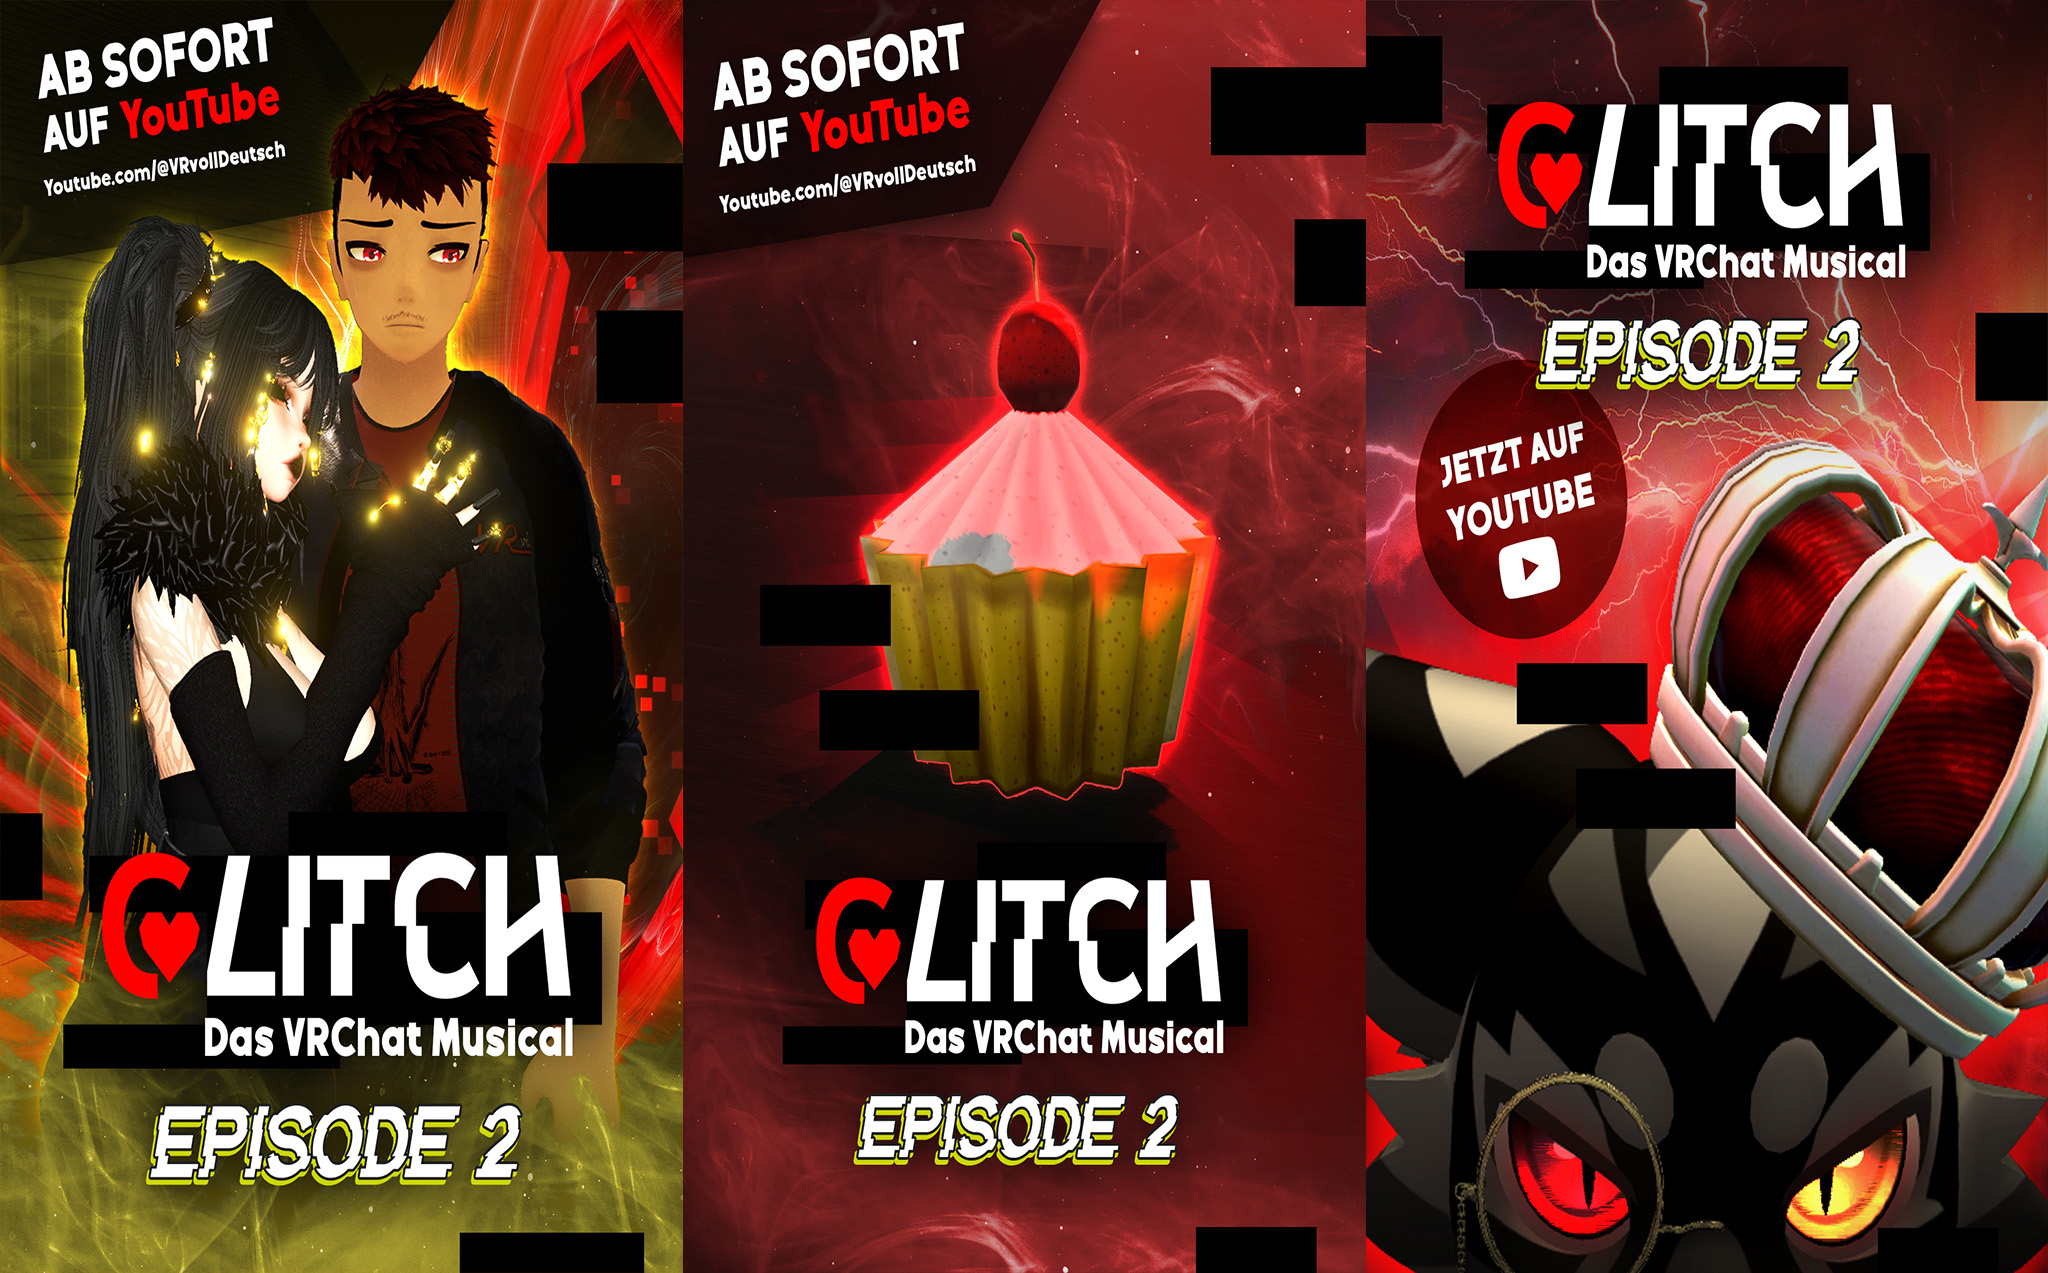 AB SOFORT
AUF YouTube
Youtube.com/@VRvollDeutsch
GLITCH
Das VRChat Musical
EPISODE 2
AB SOFORT
AUF YouTube
Youtube.com/@VRvollDeutsch
GLITCH
Das VRChat Musical
EPISODE 2
GLITCH
Das VRChat Musical
EPISODE 2
JETZT AUF
YOUTUBE